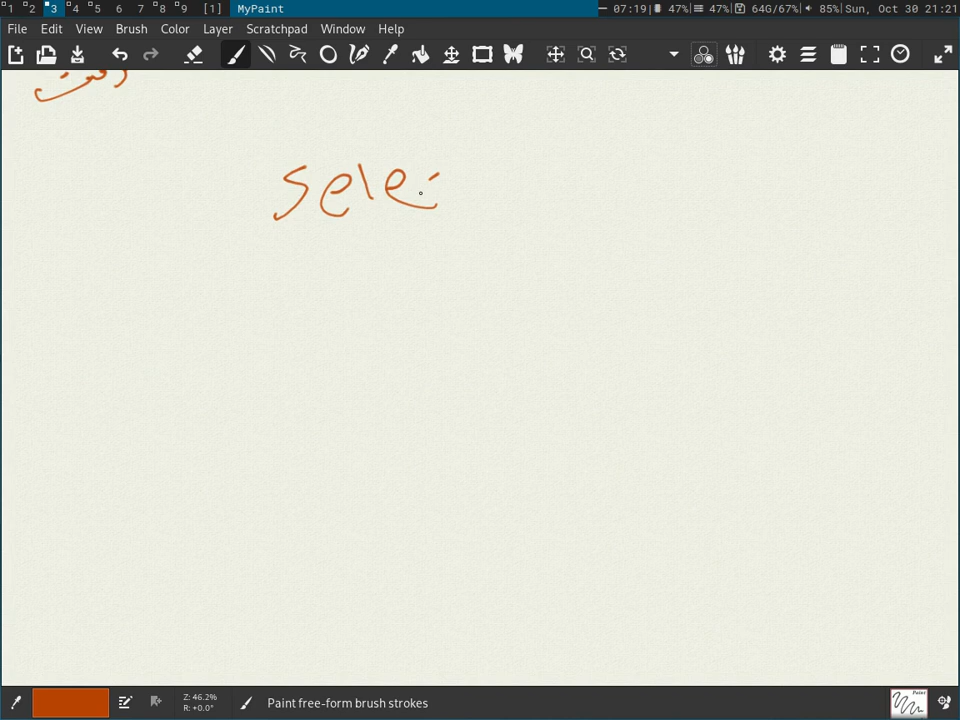 1 2 3 4 5 6 7 8 9 [1] MyPaint 07:19| 47% 47% 64G/67% 85% Sun, Oct 30 21:21
File Edit View Brush Color Layer Scratchpad Window Help
sele
Z: 46.2%
R: +0.0°
Paint free-form brush strokes